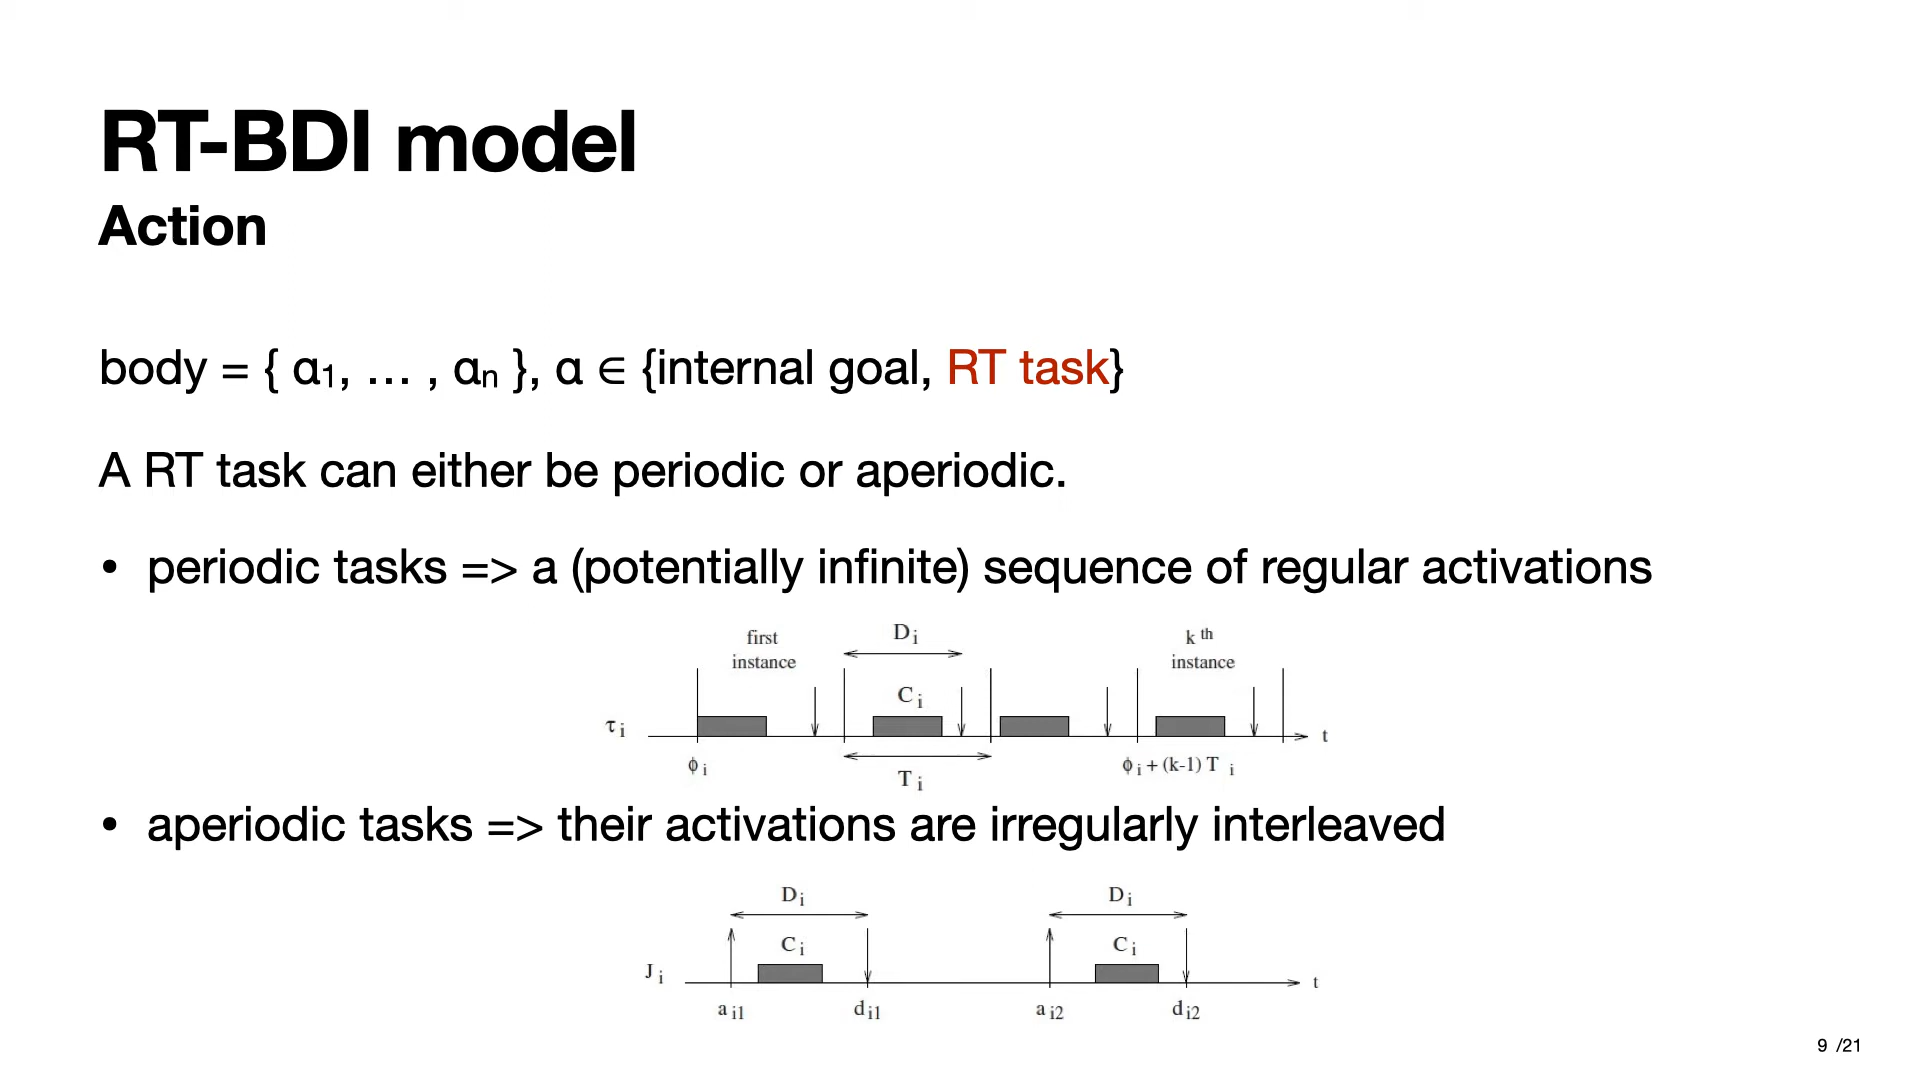 RT-BDI model
Action
body = { α₁, … , αₙ }, α ∈ {internal goal, RT task}
A RT task can either be periodic or aperiodic.
• periodic tasks => a (potentially infinite) sequence of regular activations
first instance
D i
k th instance
C i
τ i
t
ϕ i
T i
ϕ i + (k-1) T i
• aperiodic tasks => their activations are irregularly interleaved
D i
D i
C i
C i
J i
t
a i1
d i1
a i2
d i2
9 /21